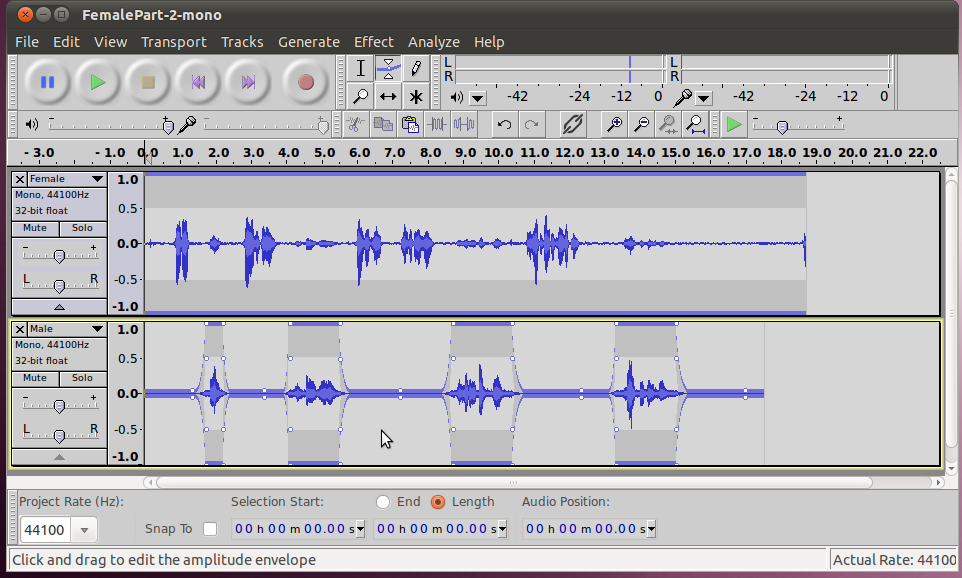 FemalePart-2-mono
File Edit View Transport Tracks Generate Effect Analyze Help
L
R
-42 -24 -12 0
L
R
-42 -24 -12 0
- 3.0 - 1.0 0.0 1.0 2.0 3.0 4.0 5.0 6.0 7.0 8.0 9.0 10.0 11.0 12.0 13.0 14.0 15.0 16.0 17.0 18.0 19.0 20.0 21.0 22.0
Female
Mono, 44100Hz
32-bit float
Mute Solo
- +
L R
1.0
0.5-
0.0-
-0.5-
-1.0
Male
Mono, 44100Hz
32-bit float
Mute Solo
- +
L R
1.0
0.5-
0.0-
-0.5-
-1.0
Project Rate (Hz): Selection Start: End Length Audio Position:
44100 Snap To 00 h 00 m 00.00 s 00 h 00 m 00.00 s 00 h 00 m 00.00 s
Click and drag to edit the amplitude envelope Actual Rate: 44100